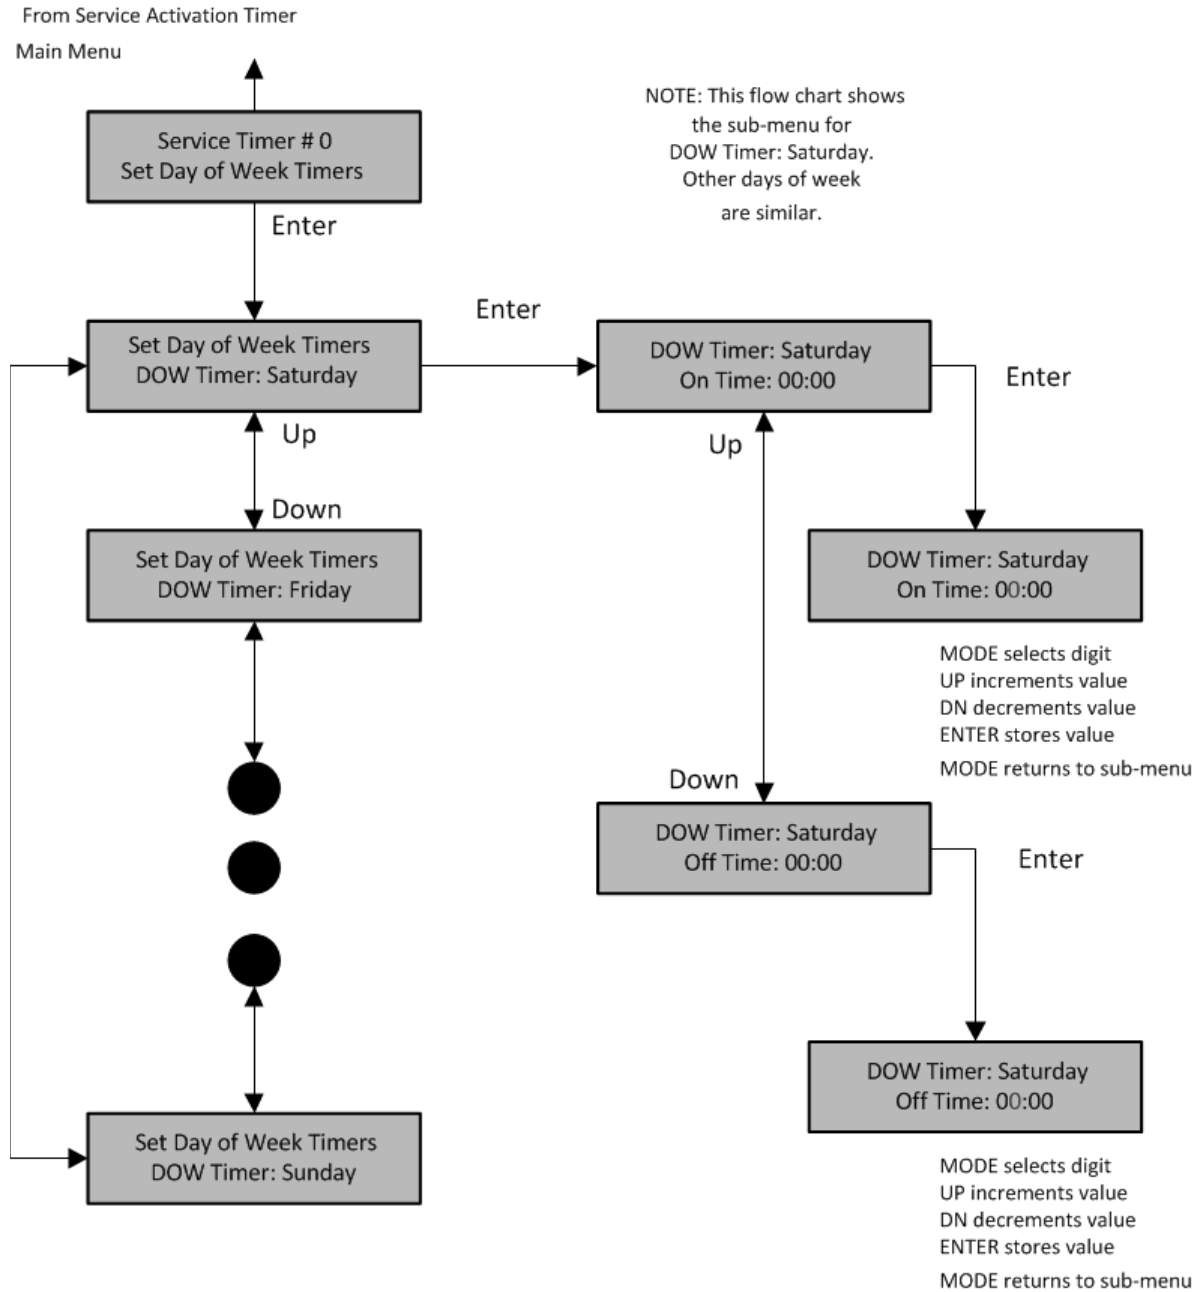 From Service Activation Timer
Main Menu
NOTE: This flow chart shows
the sub-menu for
DOW Timer: Saturday.
Other days of week
are similar.
Service Timer # 0
Set Day of Week Timers
Enter
Set Day of Week Timers
DOW Timer: Saturday
Enter
DOW Timer: Saturday
On Time: 00:00
Enter
Up
Down
Set Day of Week Timers
DOW Timer: Friday
Up
Down
DOW Timer: Saturday
On Time: 00:00
MODE selects digit
UP increments value
DN decrements value
ENTER stores value
MODE returns to sub-menu
DOW Timer: Saturday
Off Time: 00:00
Enter
DOW Timer: Saturday
Off Time: 00:00
MODE selects digit
UP increments value
DN decrements value
ENTER stores value
MODE returns to sub-menu
Set Day of Week Timers
DOW Timer: Sunday